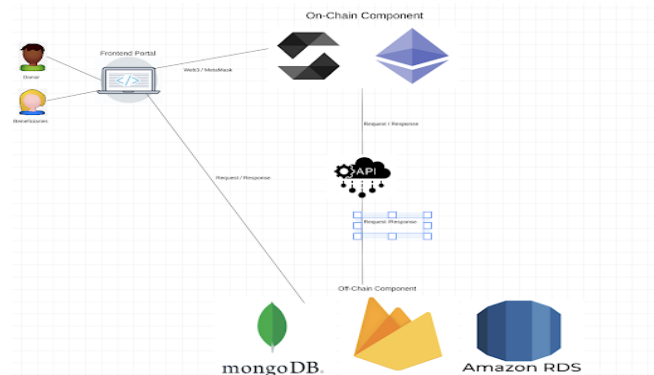 On-Chain Component
Frontend Portal
Donar
Web3 / MetaMask
Beneficiaries
Request / Response
API
Request / Response
Request /Response
Off-Chain Component
mongoDB.
Amazon RDS